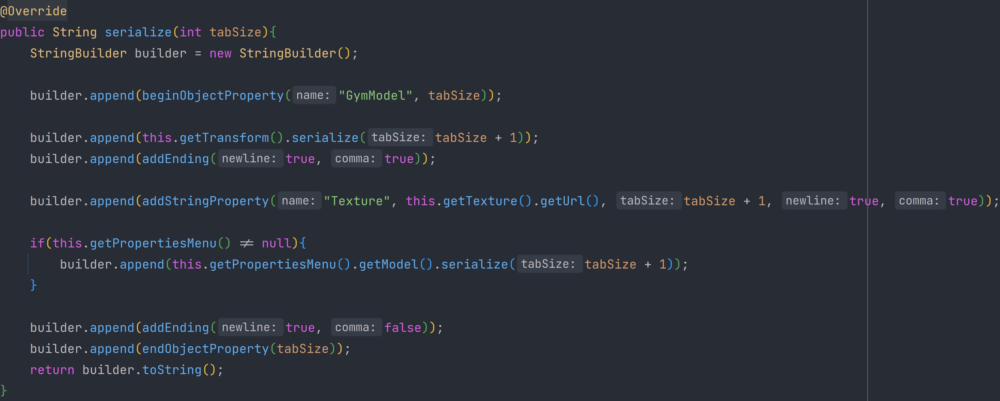 @Override
public String serialize(int tabSize){
    StringBuilder builder = new StringBuilder();

    builder.append(beginObjectProperty( name: "GymModel", tabSize));

    builder.append(this.getTransform().serialize( tabSize: tabSize + 1));
    builder.append(addEnding( newline: true,  comma: true));

    builder.append(addStringProperty( name: "Texture", this.getTexture().getUrl(),  tabSize: tabSize + 1,  newline: true,  comma: true));

    if(this.getPropertiesMenu() ≠ null){
        builder.append(this.getPropertiesMenu().getModel().serialize( tabSize: tabSize + 1));
    }

    builder.append(addEnding( newline: true,  comma: false));
    builder.append(endObjectProperty(tabSize));
    return builder.toString();
}